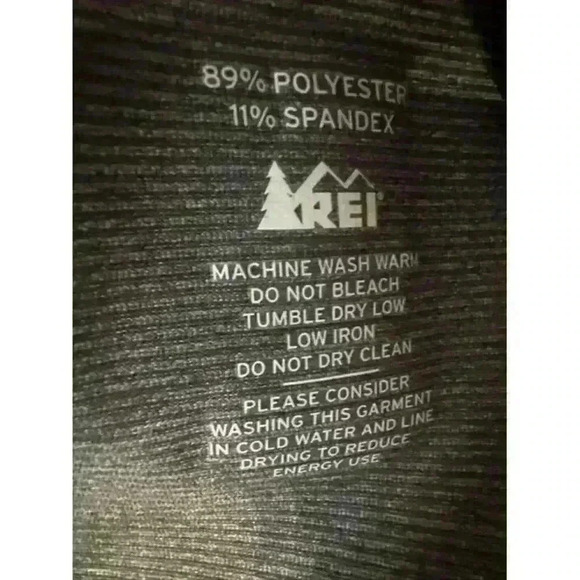 89% POLYESTER
11% SPANDEX
REI®
MACHINE WASH WARM
DO NOT BLEACH
TUMBLE DRY LOW
LOW IRON
DO NOT DRY CLEAN
PLEASE CONSIDER
WASHING THIS GARMENT
IN COLD WATER AND LINE
DRYING TO REDUCE
ENERGY USE